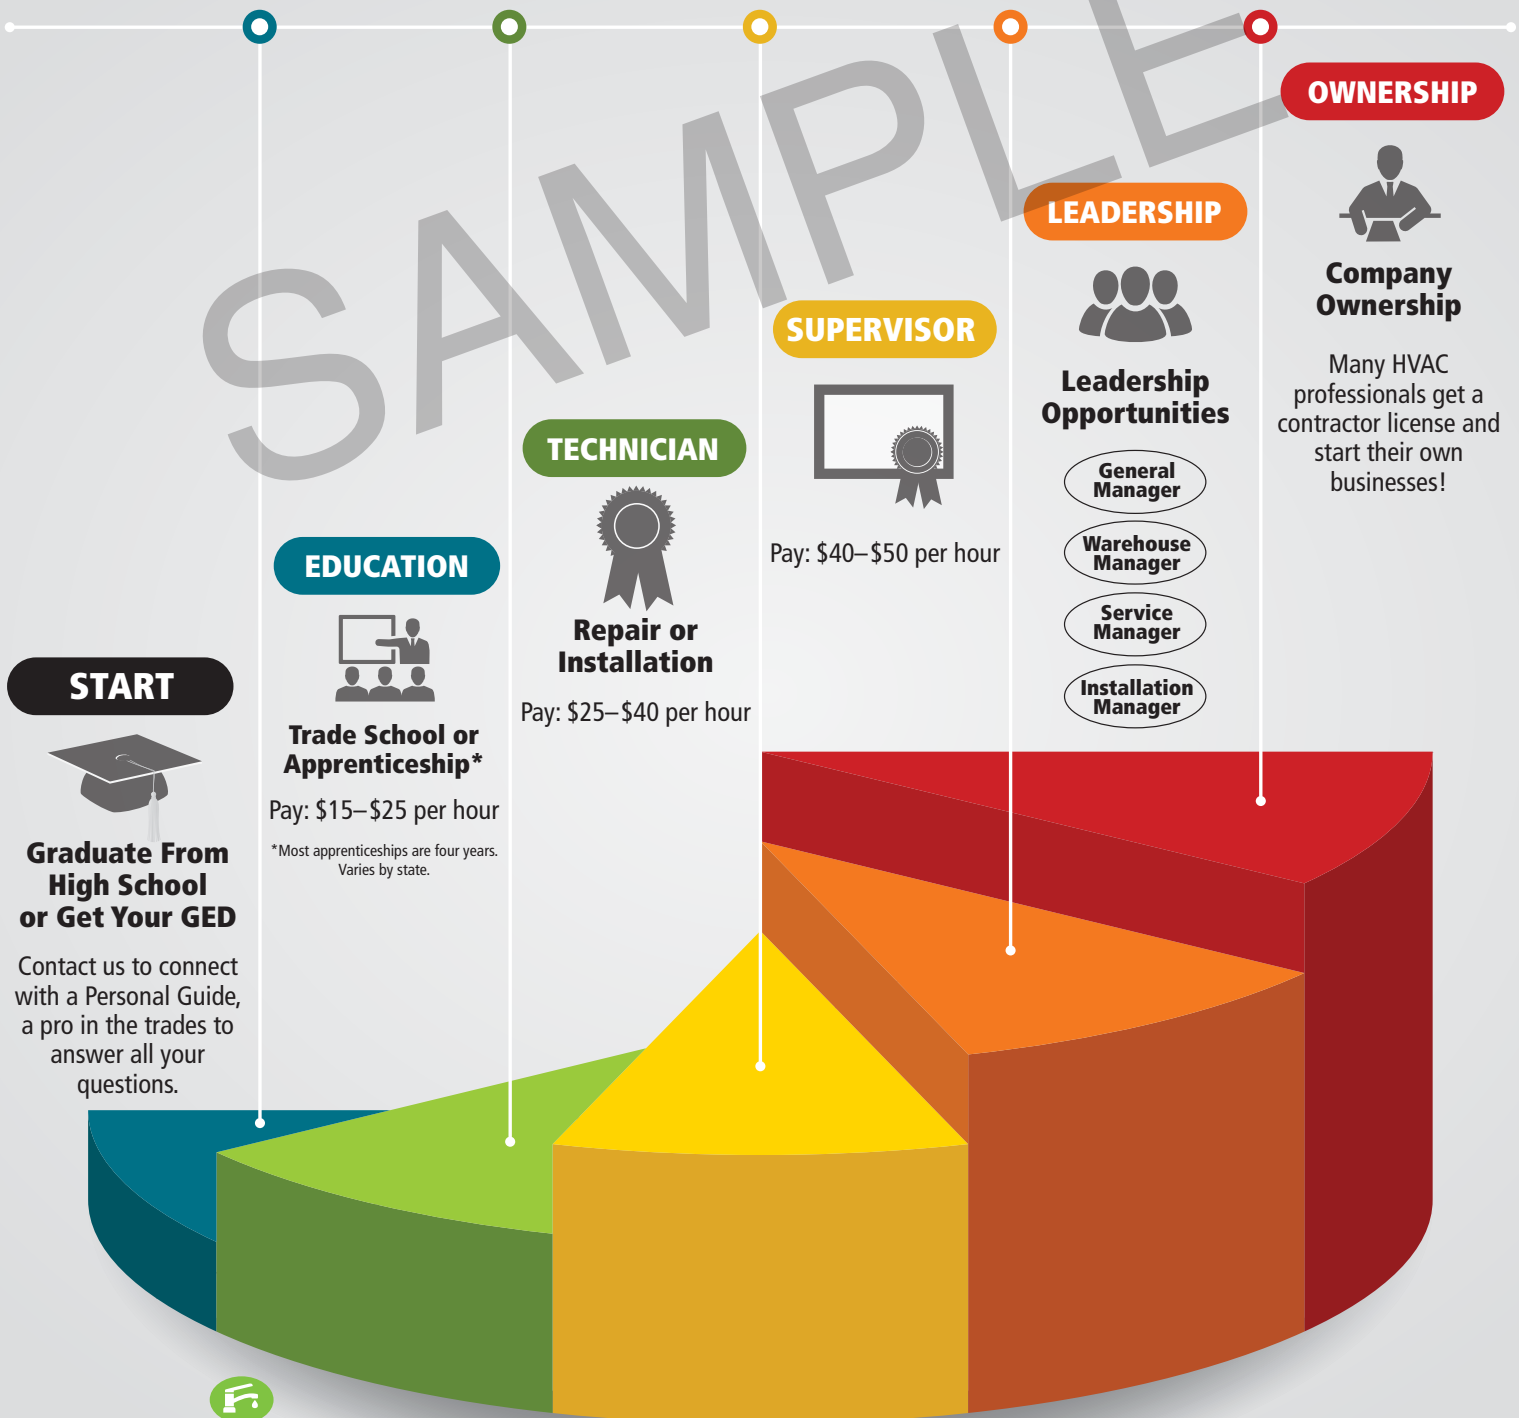 SAMPLE
START
Graduate From
High School
or Get Your GED
Contact us to connect
with a Personal Guide,
a pro in the trades to
answer all your
questions.
EDUCATION
Trade School or
Apprenticeship*
Pay: $15–$25 per hour
*Most apprenticeships are four years.
Varies by state.
TECHNICIAN
Repair or
Installation
Pay: $25–$40 per hour
SUPERVISOR
Pay: $40–$50 per hour
LEADERSHIP
Leadership
Opportunities
General
Manager
Warehouse
Manager
Service
Manager
Installation
Manager
OWNERSHIP
Company
Ownership
Many HVAC
professionals get a
contractor license and
start their own
businesses!